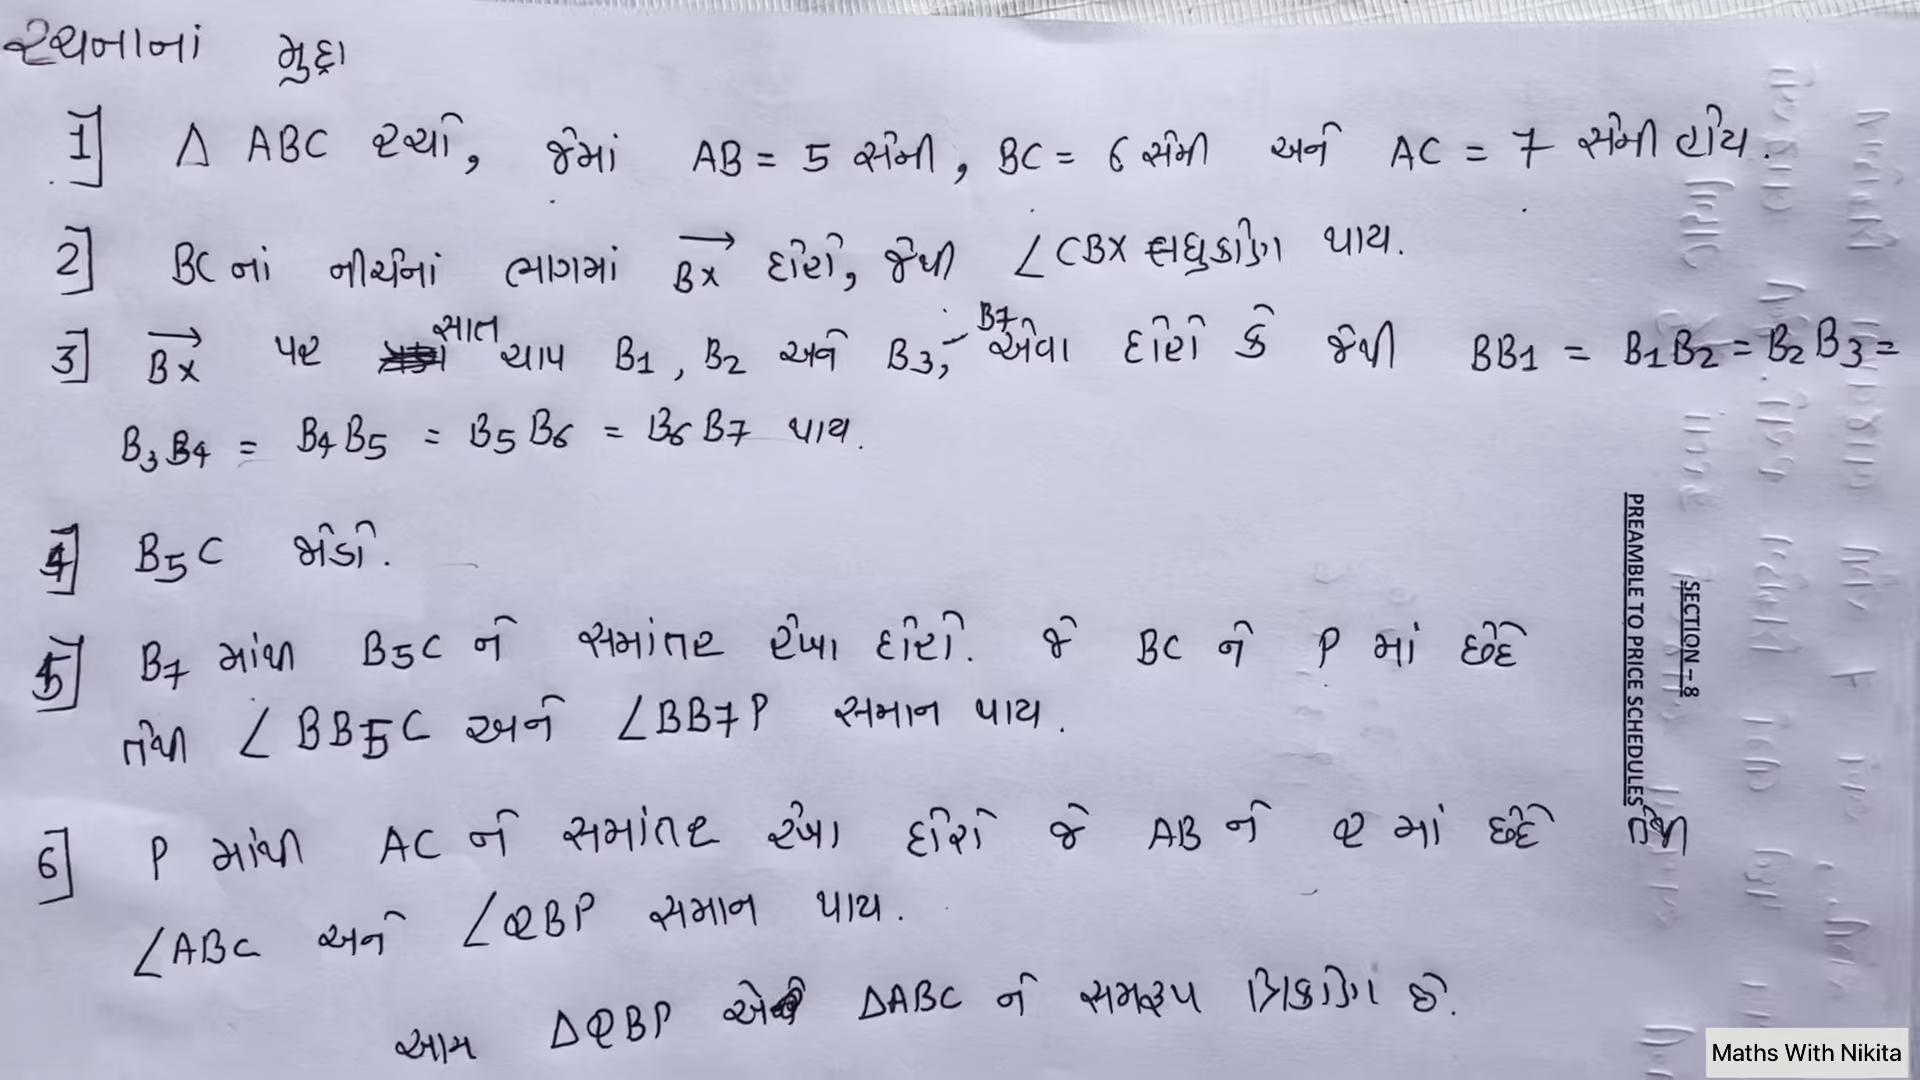 રચનાનાં મુદ્દા
1] Δ ABC રચો, જેમાં AB = 5 સેમી, BC = 6 સેમી અને AC = 7 સેમી હોય.
2] BC નાં નીચેનાં ભાગમાં BX દોરો, જેથી ∠CBX લઘુકોણ થાય.
3] BX પર સાત ચાપ B1, B2 અને B3, - B7 એવા દોરો કે જેથી BB1 = B1B2 = B2B3 =
B3B4 = B4B5 = B5B6 = B6B7 થાય.
4] B5C જોડો.
5] B7 માંથી B5C ને સમાંતર રેખા દોરો. જે BC ને P માં છેદે
તેથી ∠BB5C અને ∠BB7P સમાન થાય.
6] P માંથી AC ને સમાંતર રેખા દોરો જે AB ને Q માં છેદે તેથી
∠ABC અને ∠QBP સમાન થાય.
આમ ΔQBP એ ΔABC ને સમરૂપ ત્રિકોણ છે.
SECTION – 8
PREAMBLE TO PRICE SCHEDULES
Maths With Nikita